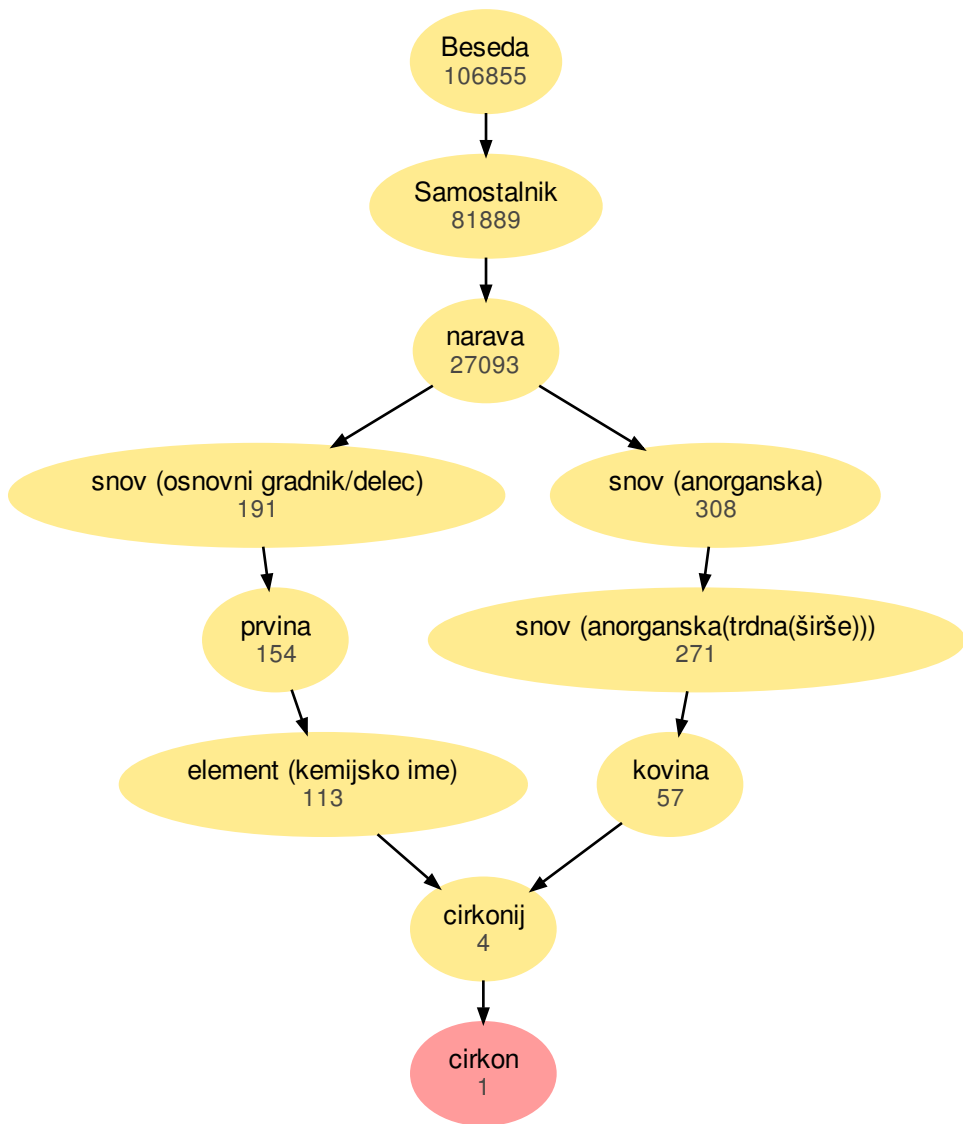 Beseda
106855
Samostalnik
81889
narava
27093
snov (osnovni gradnik/delec)
191
snov (anorganska)
308
prvina
154
snov (anorganska(trdna(širše)))
271
element (kemijsko ime)
113
kovina
57
cirkonij
4
cirkon
1